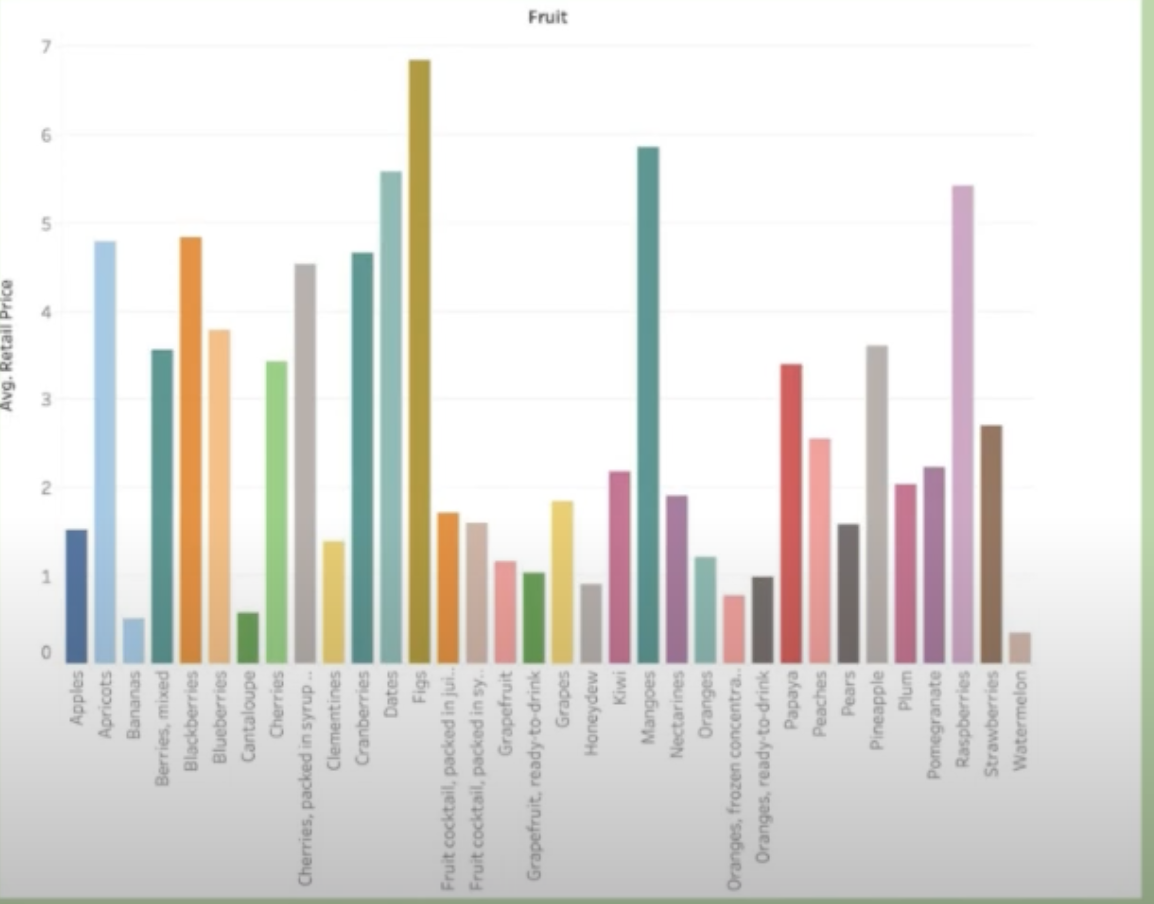 Fruit
Avg. Retail Price
7
6
5
4
3
2
1
0
Apples
Apricots
Bananas
Berries, mixed
Blackberries
Blueberries
Cantaloupe
Cherries
Cherries, packed in syrup ..
Clementines
Cranberries
Dates
Figs
Fruit cocktail, packed in jui..
Fruit cocktail, packed in sy..
Grapefruit
Grapefruit, ready-to-drink
Grapes
Honeydew
Kiwi
Mangoes
Nectarines
Oranges
Oranges, frozen concentra..
Oranges, ready-to-drink
Papaya
Peaches
Pears
Pineapple
Plum
Pomegranate
Raspberries
Strawberries
Watermelon